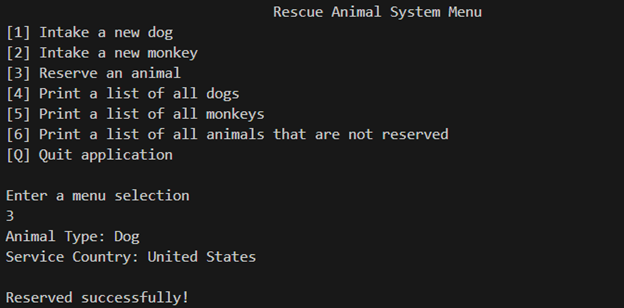 Rescue Animal System Menu
[1] Intake a new dog
[2] Intake a new monkey
[3] Reserve an animal
[4] Print a list of all dogs
[5] Print a list of all monkeys
[6] Print a list of all animals that are not reserved
[Q] Quit application
Enter a menu selection
3
Animal Type: Dog
Service Country: United States
Reserved successfully!